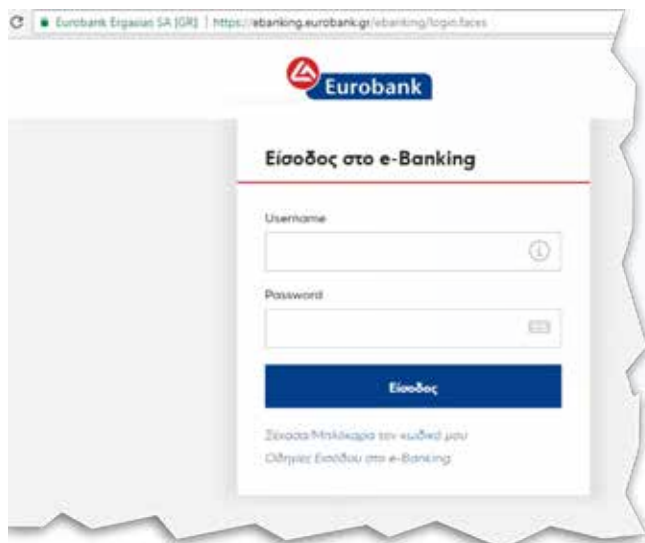 Eurobank Ergasias SA [GR] | https://ebanking.eurobank.gr/ebanking/login.faces
Eurobank
Είσοδος στο e-Banking
Username
Password
Είσοδος
Ξέχασα/Μπλόκαρα τον κωδικό μου
Οδηγίες Εισόδου στο e-Banking